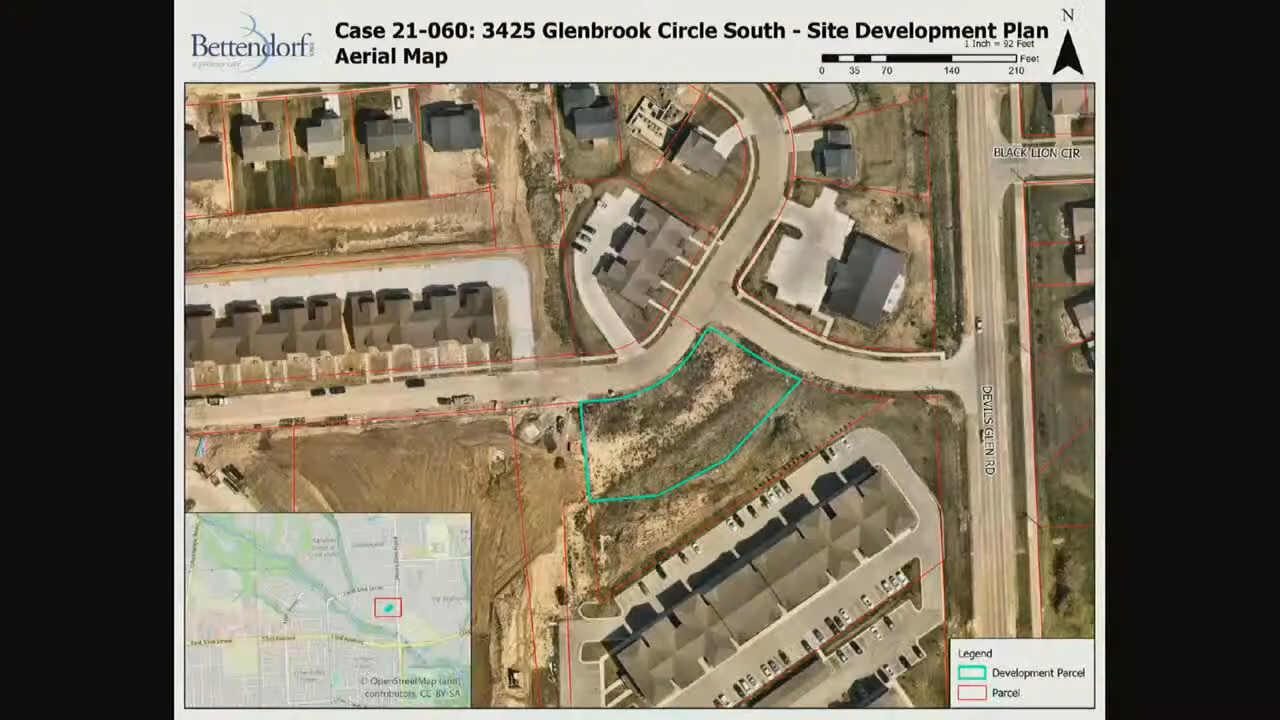 Bettendorf
Case 21-060: 3425 Glenbrook Circle South - Site Development Plan
Aerial Map
N
1 Inch = 92 Feet
Feet
0 35 70 140 210
BLACK LION CIR
DEVILS GLEN RD
53rd Avenue
© OpenStreetMap (and)
contributors, CC-BY-SA
Legend
Development Parcel
Parcel